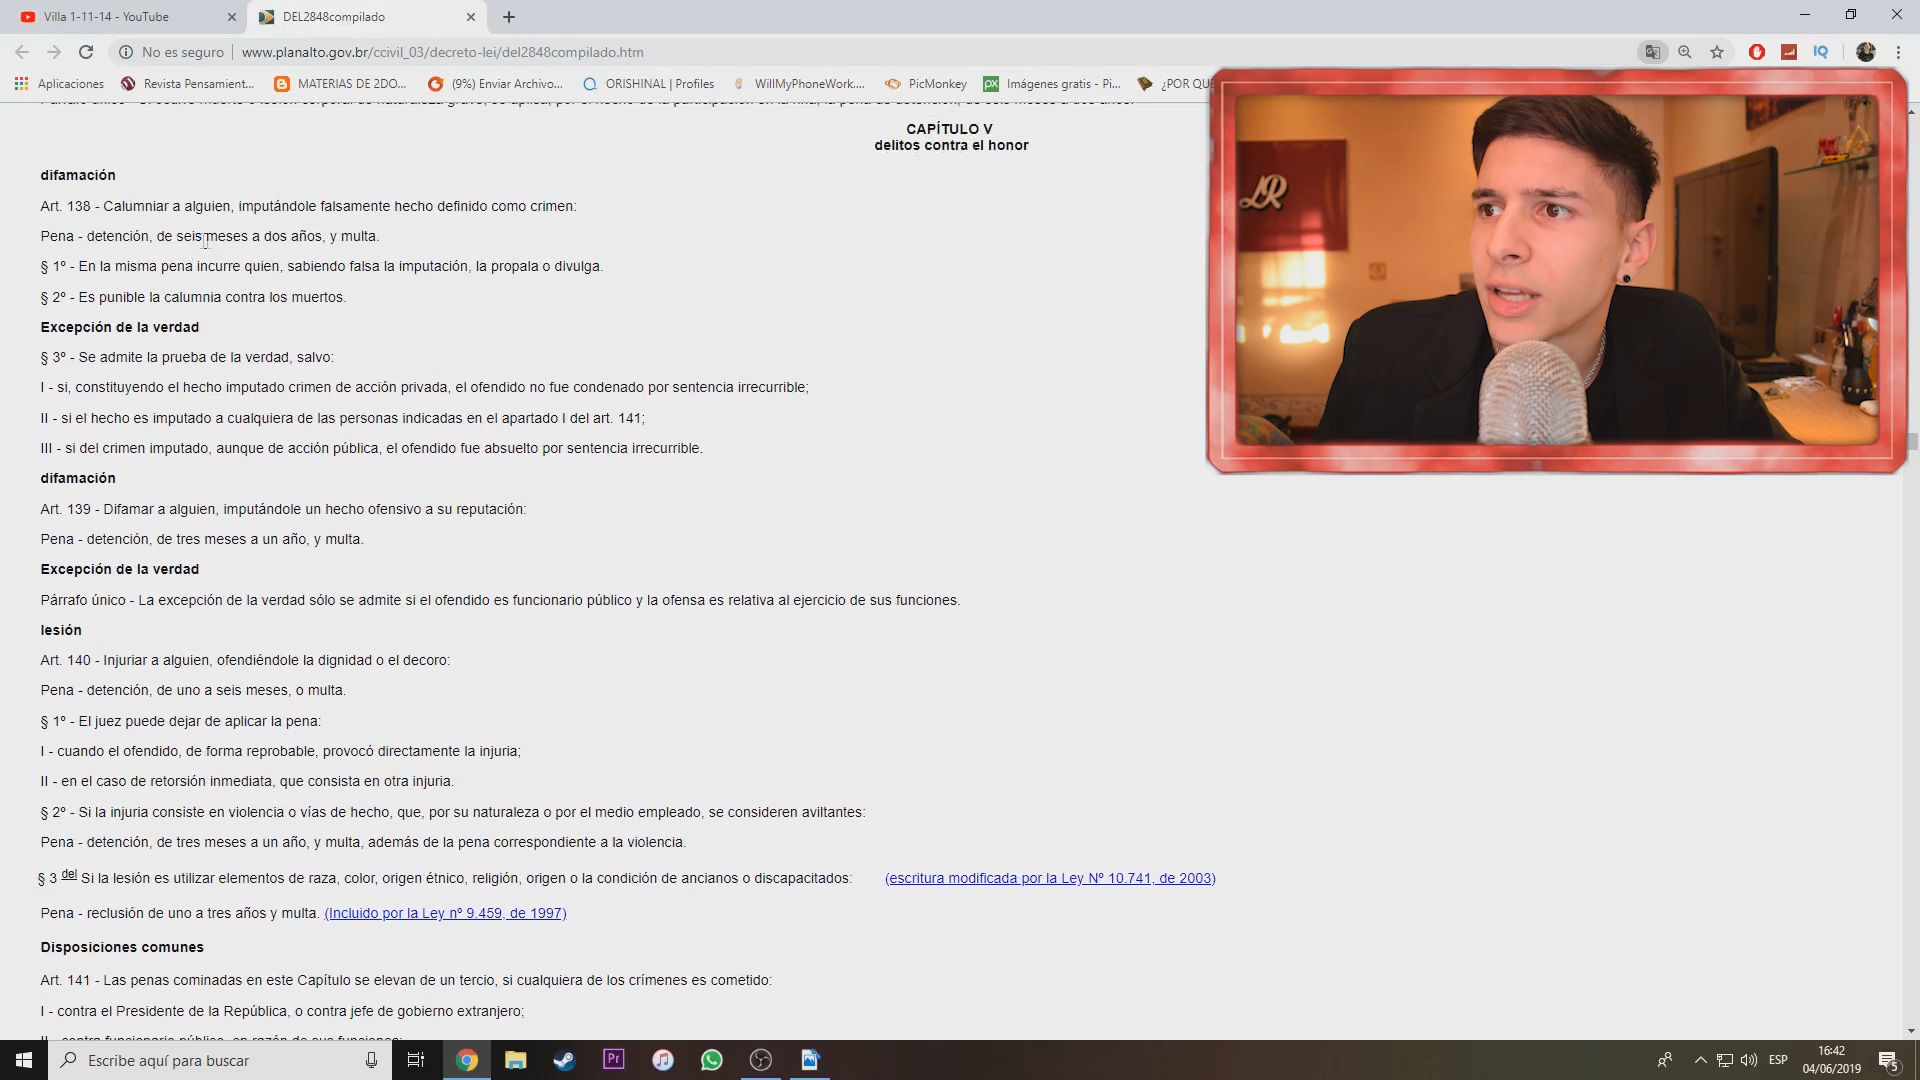 Villa 1-11-14 - YouTube
DEL2848compilado
No es seguro
www.planalto.gov.br/ccivil_03/decreto-lei/del2848compilado.htm
Aplicaciones
Revista Pensamient...
MATERIAS DE 2DO...
(9%) Enviar Archivo...
ORISHINAL | Profiles
WillMyPhoneWork....
PicMonkey
Imágenes gratis - Pi...
¿POR QUE
CAPÍTULO V
delitos contra el honor
difamación
Art. 138 - Calumniar a alguien, imputándole falsamente hecho definido como crimen:
Pena - detención, de seis meses a dos años, y multa.
§ 1º - En la misma pena incurre quien, sabiendo falsa la imputación, la propala o divulga.
§ 2º - Es punible la calumnia contra los muertos.
Excepción de la verdad
§ 3º - Se admite la prueba de la verdad, salvo:
I - si, constituyendo el hecho imputado crimen de acción privada, el ofendido no fue condenado por sentencia irrecurrible;
II - si el hecho es imputado a cualquiera de las personas indicadas en el apartado I del art. 141;
III - si del crimen imputado, aunque de acción pública, el ofendido fue absuelto por sentencia irrecurrible.
difamación
Art. 139 - Difamar a alguien, imputándole un hecho ofensivo a su reputación:
Pena - detención, de tres meses a un año, y multa.
Excepción de la verdad
Párrafo único - La excepción de la verdad sólo se admite si el ofendido es funcionario público y la ofensa es relativa al ejercicio de sus funciones.
lesión
Art. 140 - Injuriar a alguien, ofendiéndole la dignidad o el decoro:
Pena - detención, de uno a seis meses, o multa.
§ 1º - El juez puede dejar de aplicar la pena:
I - cuando el ofendido, de forma reprobable, provocó directamente la injuria;
II - en el caso de retorsión inmediata, que consista en otra injuria.
§ 2º - Si la injuria consiste en violencia o vías de hecho, que, por su naturaleza o por el medio empleado, se consideren aviltantes:
Pena - detención, de tres meses a un año, y multa, además de la pena correspondiente a la violencia.
§ 3 del Si la lesión es utilizar elementos de raza, color, origen étnico, religión, origen o la condición de ancianos o discapacitados: (escritura modificada por la Ley Nº 10.741, de 2003)
Pena - reclusión de uno a tres años y multa. (Incluido por la Ley nº 9.459, de 1997)
Disposiciones comunes
Art. 141 - Las penas cominadas en este Capítulo se elevan de un tercio, si cualquiera de los crímenes es cometido:
I - contra el Presidente de la República, o contra jefe de gobierno extranjero;
LR
Escribe aquí para buscar
Pr
ESP
16:42
04/06/2019
5